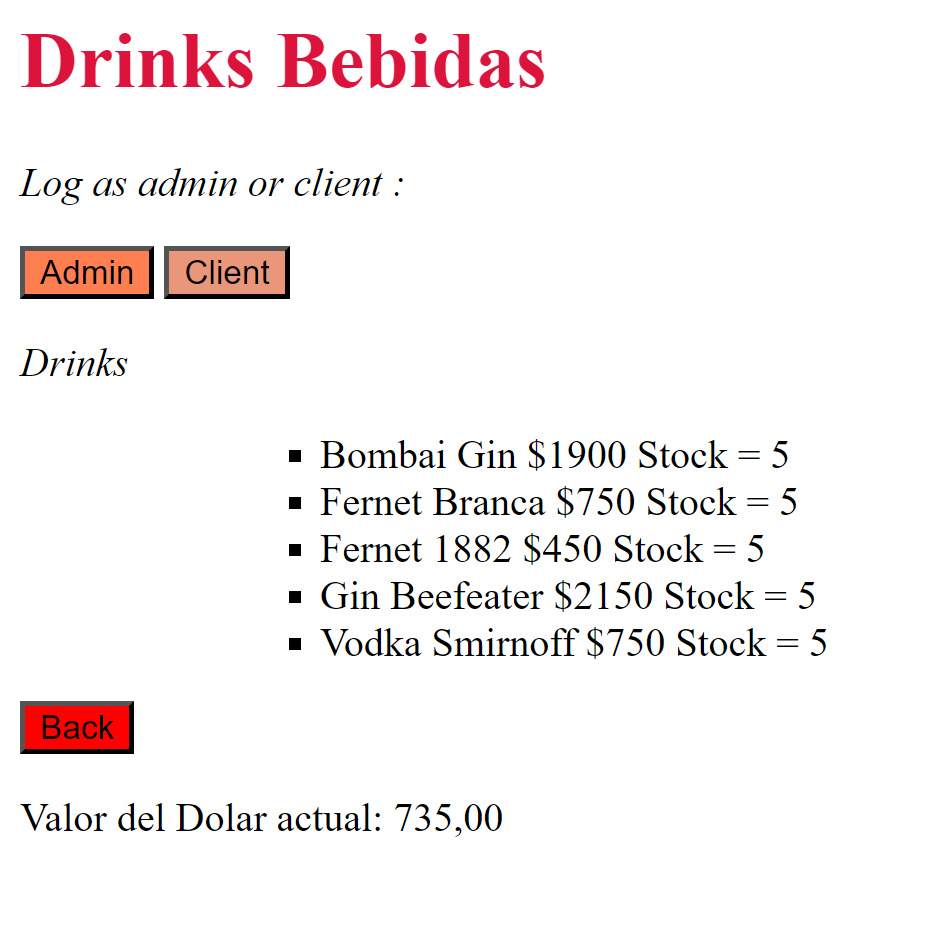 Drinks Bebidas
Log as admin or client :
Admin Client
Drinks
Bombai Gin $1900 Stock = 5
Fernet Branca $750 Stock = 5
Fernet 1882 $450 Stock = 5
Gin Beefeater $2150 Stock = 5
Vodka Smirnoff $750 Stock = 5
Back
Valor del Dolar actual: 735,00